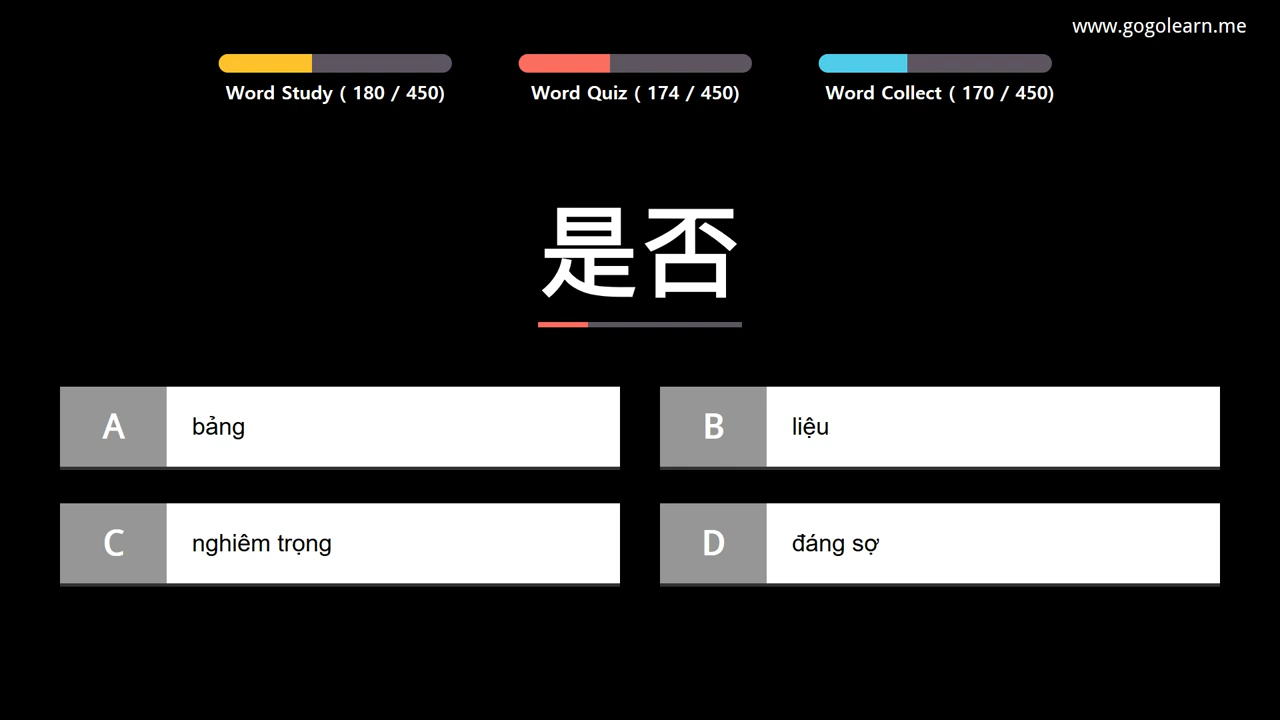 www.gogolearn.me
Word Study ( 180 / 450)
Word Quiz ( 174 / 450)
Word Collect ( 170 / 450)
是否
A bảng
B liệu
C nghiêm trọng
D đáng sợ